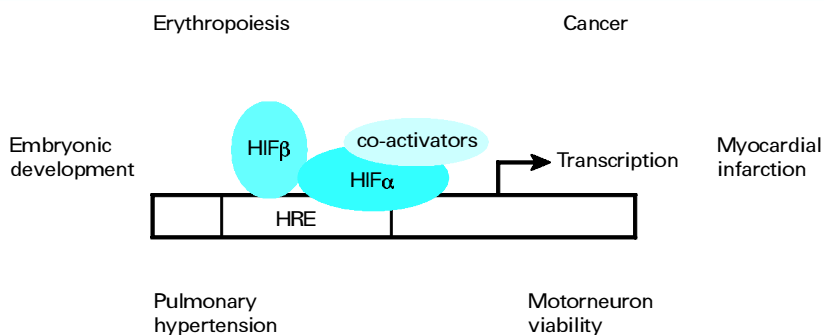 Erythropoiesis
Cancer
Embryonic
development
HIFβ
co-activators
HIFα
Transcription
Myocardial
infarction
HRE
Pulmonary
hypertension
Motorneuron
viability